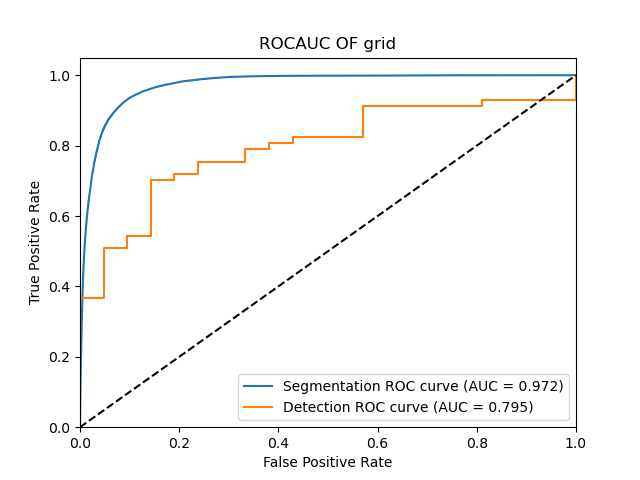 ROCAUC OF grid
True Positive Rate
1.0
0.8
0.6
0.4
0.2
0.0
Segmentation ROC curve (AUC = 0.972)
Detection ROC curve (AUC = 0.795)
0.0 0.2 0.4 0.6 0.8 1.0
False Positive Rate